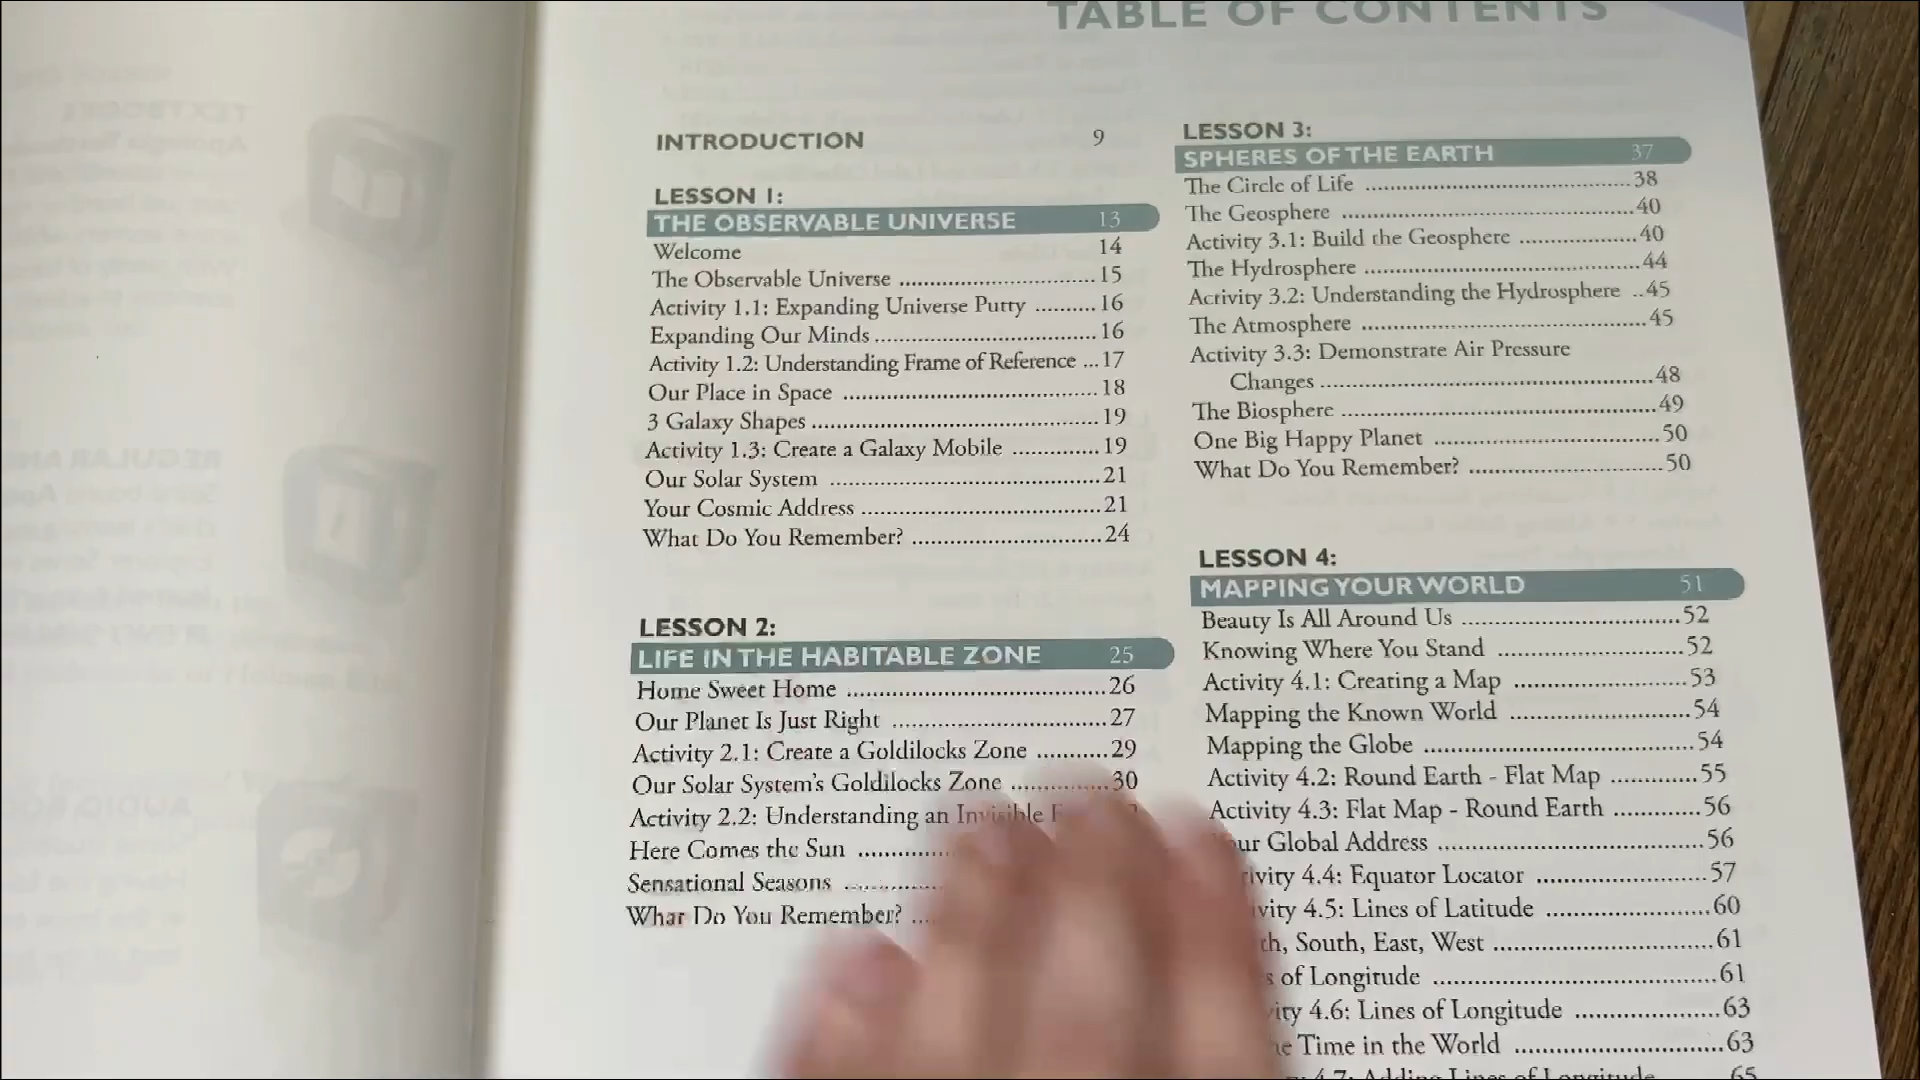 TABLE OF CONTENTS
INTRODUCTION 9
LESSON 1:
THE OBSERVABLE UNIVERSE 13
Welcome 14
The Observable Universe ............................15
Activity 1.1: Expanding Universe Putty ..........16
Expanding Our Minds................................16
Activity 1.2: Understanding Frame of Reference ...17
Our Place in Space ....................................18
3 Galaxy Shapes .........................................19
Activity 1.3: Create a Galaxy Mobile .............19
Our Solar System .......................................21
Your Cosmic Address ..................................21
What Do You Remember? ...........................24
LESSON 2:
LIFE IN THE HABITABLE ZONE 25
Home Sweet Home .....................................26
Our Planet Is Just Right ..............................27
Activity 2.1: Create a Goldilocks Zone ..........29
Our Solar System's Goldilocks Zone .............30
Activity 2.2: Understanding an Invisible
Here Comes the Sun ............
Sensational Seasons .............
What Do You Remember? ...
LESSON 3:
SPHERES OF THE EARTH 37
The Circle of Life ......................................38
The Geosphere ..........................................40
Activity 3.1: Build the Geosphere .................40
The Hydrosphere .......................................44
Activity 3.2: Understanding the Hydrosphere ..45
The Atmosphere ........................................45
Activity 3.3: Demonstrate Air Pressure
Changes ................................................48
The Biosphere ...........................................49
One Big Happy Planet ................................50
What Do You Remember? ...........................50
LESSON 4:
MAPPING YOUR WORLD 51
Beauty Is All Around Us ..............................52
Knowing Where You Stand ..........................52
Activity 4.1: Creating a Map .......................53
Mapping the Known World .........................54
Mapping the Globe ....................................54
Activity 4.2: Round Earth - Flat Map ............55
Activity 4.3: Flat Map - Round Earth ............56
Global Address .....................................56
4.4: Equator Locator ........................57
4.5: Lines of Latitude ......................60
South, East, West ..............................61
of Longitude ....................................61
4.6: Lines of Longitude ..................63
Time in the World ............................63
4.7: Adding Lines of Longitude 65